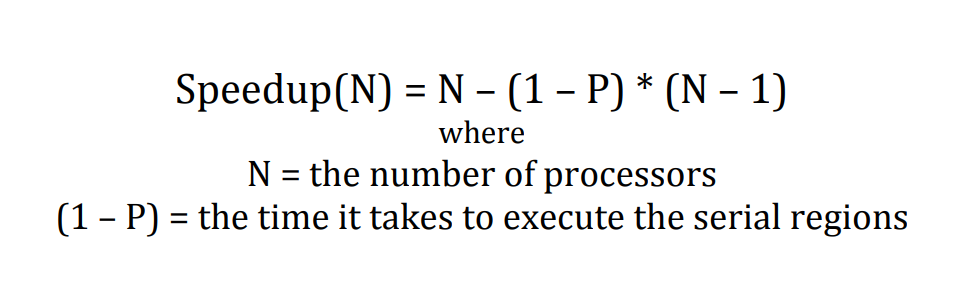 Speedup(N) = N – (1 – P) * (N – 1)
where
N = the number of processors
(1 – P) = the time it takes to execute the serial regions